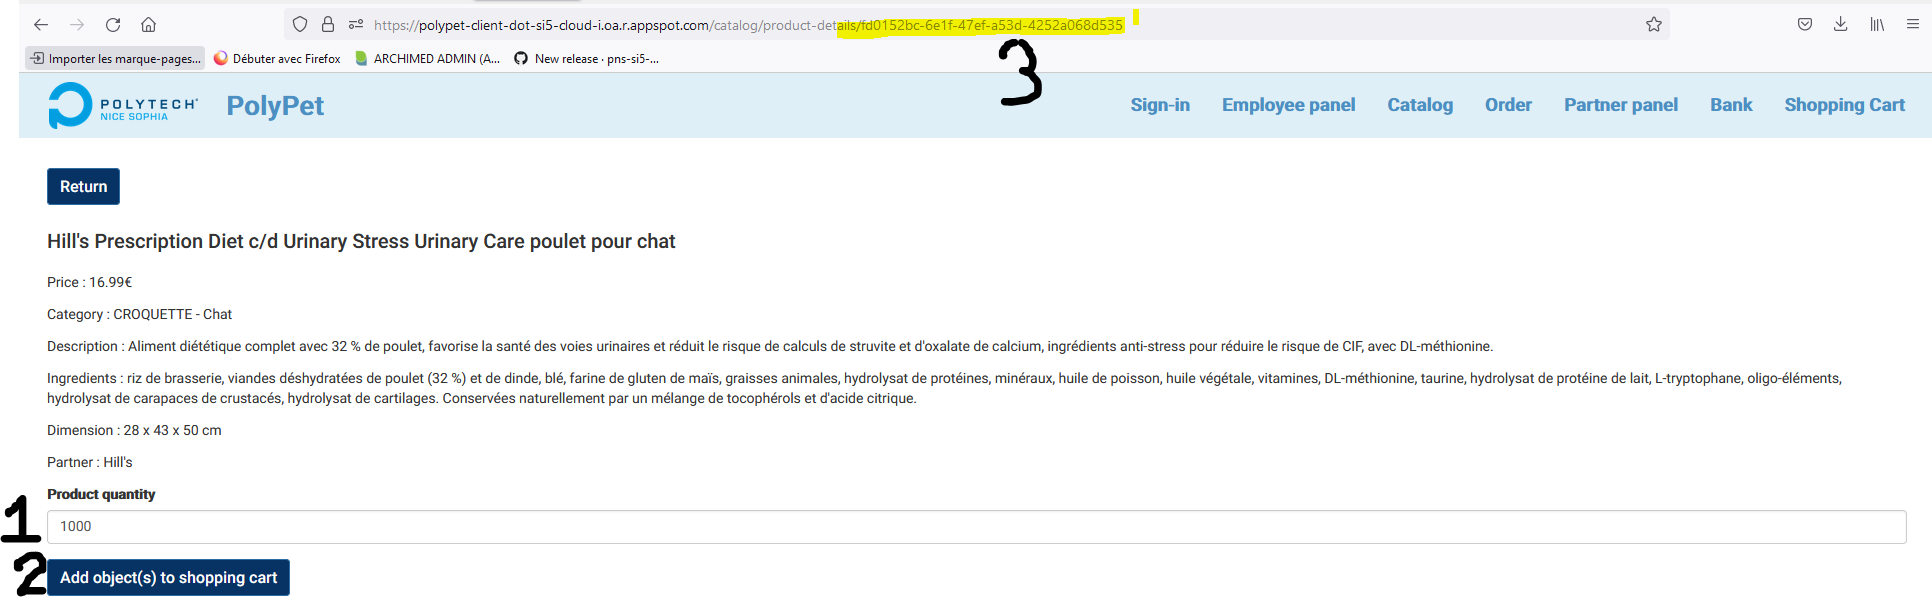 https://polypet-client-dot-si5-cloud-i.oa.r.appspot.com/catalog/product-details/fd0152bc-6e1f-47ef-a53d-4252a068d535
Importer les marque-pages... Débuter avec Firefox ARCHIMED ADMIN (A... New release · pns-si5-...
3
POLYTECH
NICE SOPHIA
PolyPet Sign-in Employee panel Catalog Order Partner panel Bank Shopping Cart
Return
Hill's Prescription Diet c/d Urinary Stress Urinary Care poulet pour chat
Price : 16.99€
Category : CROQUETTE - Chat
Description : Aliment diététique complet avec 32 % de poulet, favorise la santé des voies urinaires et réduit le risque de calculs de struvite et d'oxalate de calcium, ingrédients anti-stress pour réduire le risque de CIF, avec DL-méthionine.
Ingredients : riz de brasserie, viandes déshydratées de poulet (32 %) et de dinde, blé, farine de gluten de maïs, graisses animales, hydrolysat de protéines, minéraux, huile de poisson, huile végétale, vitamines, DL-méthionine, taurine, hydrolysat de protéine de lait, L-tryptophane, oligo-éléments,
hydrolysat de carapaces de crustacés, hydrolysat de cartilages. Conservées naturellement par un mélange de tocophérols et d'acide citrique.
Dimension : 28 x 43 x 50 cm
Partner : Hill's
Product quantity
1 1000
2 Add object(s) to shopping cart